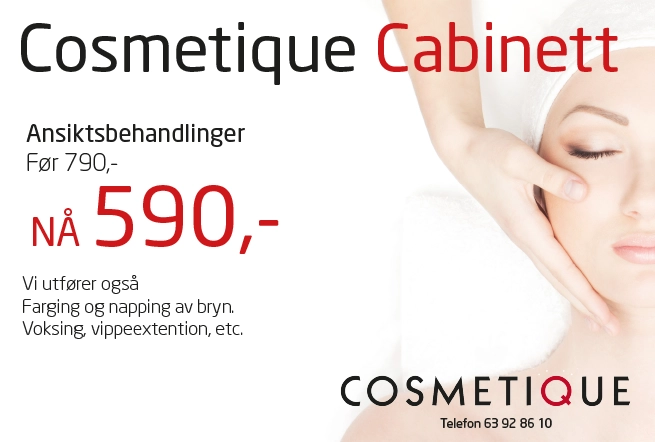 Cosmetique Cabinett
Ansiktsbehandlinger
Før 790,-
NÅ 590,-
Vi utfører også
Farging og napping av bryn.
Voksing, vippeextention, etc.
COSMETIQUE
Telefon 63 92 86 10